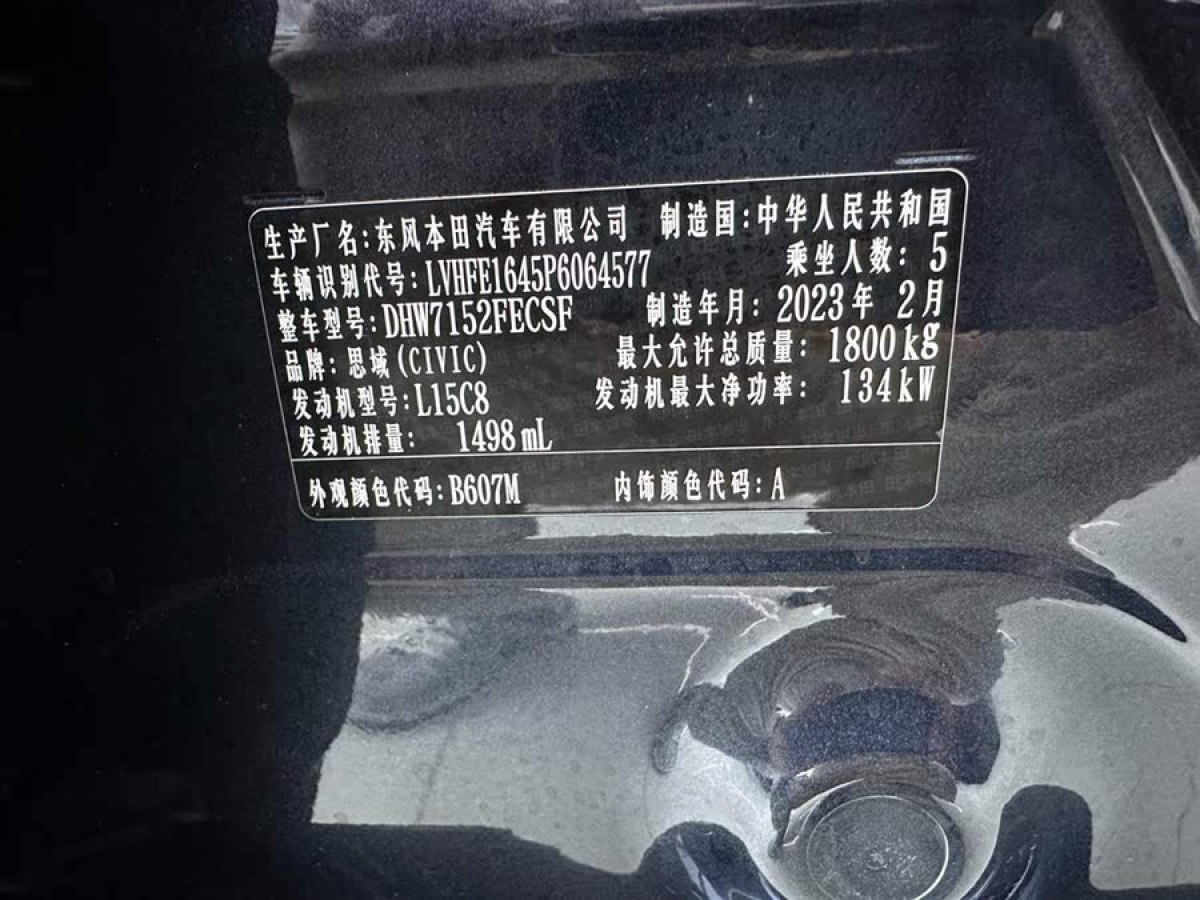 生产厂名:东风本田汽车有限公司 制造国:中华人民共和国
车辆识别代号:LVHFE1645P6064577 乘坐人数: 5
整车型号:DHW7152FECSF 制造年月: 2023年 2月
品牌:思域(CIVIC) 最大允许总质量: 1800kg
发动机型号:L15C8 发动机最大净功率: 134kW
发动机排量: 1498mL
外观颜色代码:B607M 内饰颜色代码:A